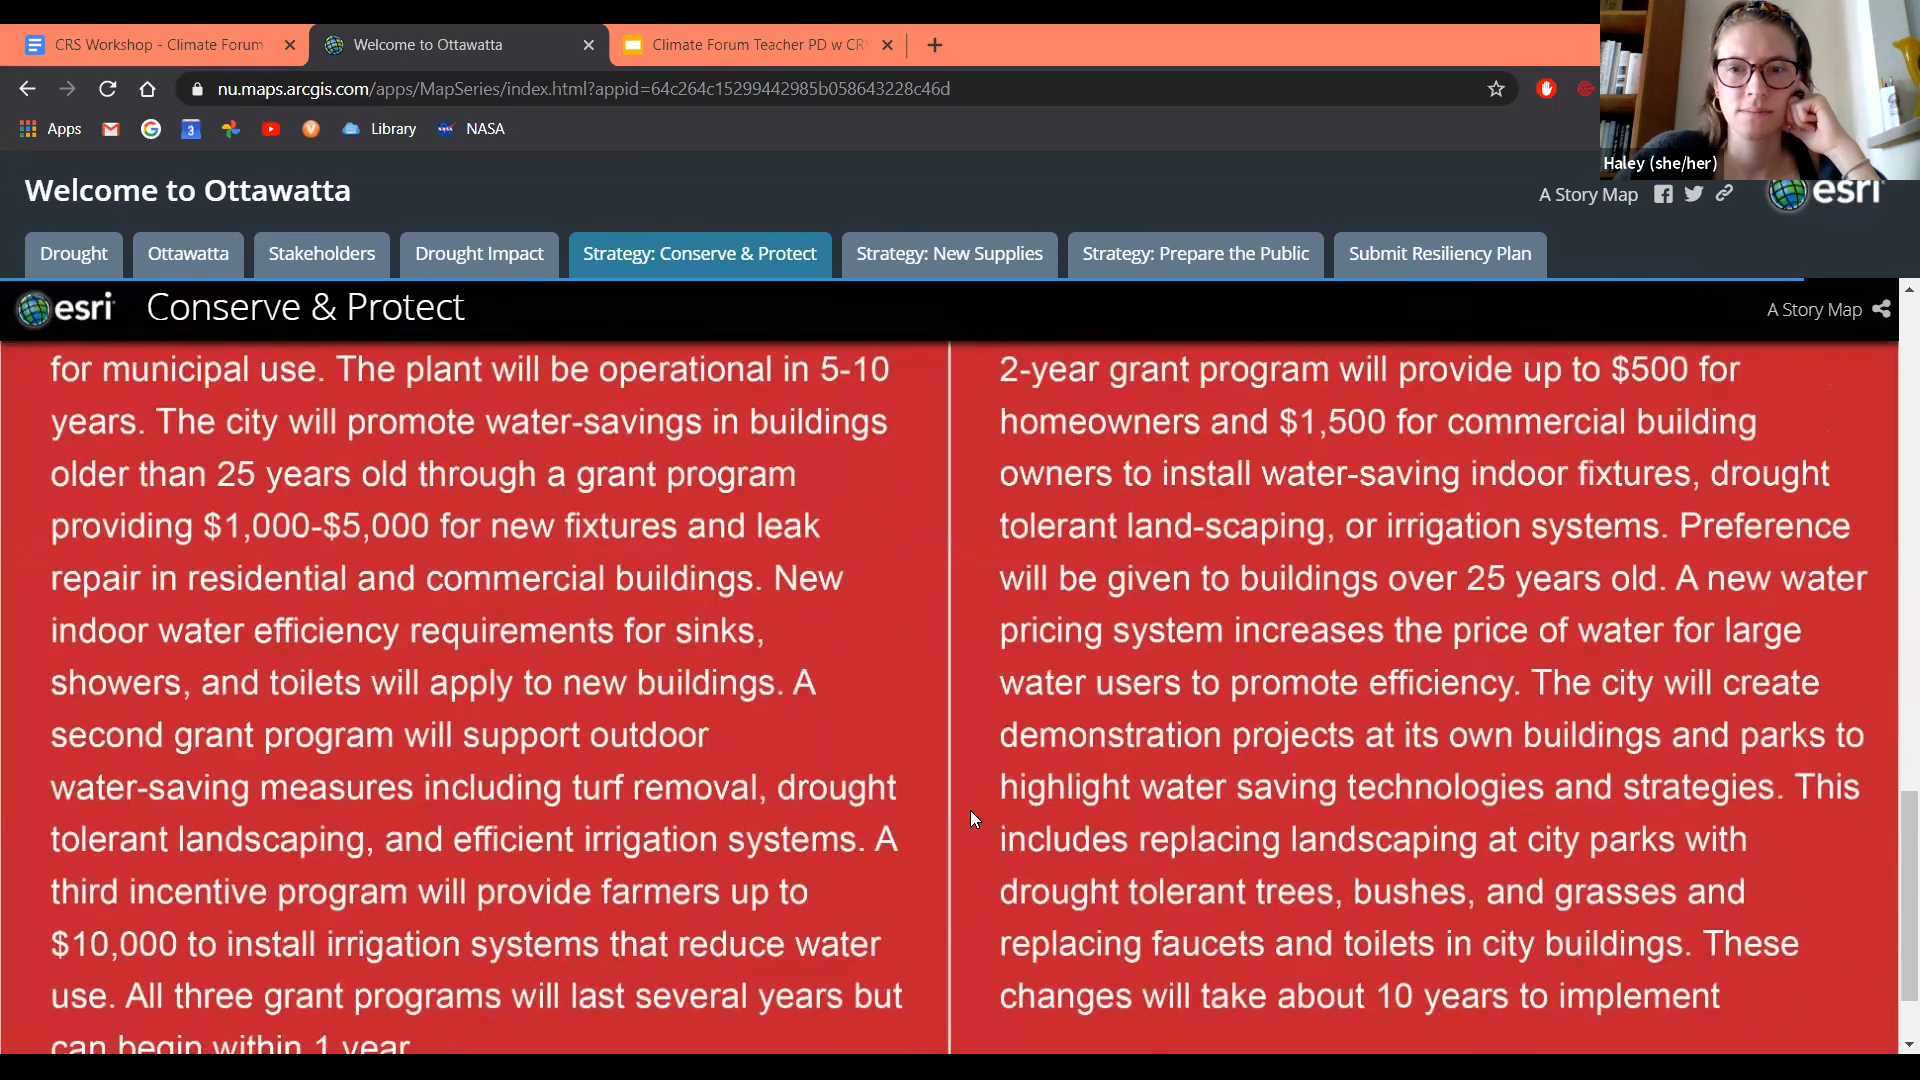 CRS Workshop - Climate Forum
Welcome to Ottawatta
Climate Forum Teacher PD w CRS
nu.maps.arcgis.com/apps/MapSeries/index.html?appid=64c264c15299442985b058643228c46d
Apps
3
Library
NASA
Haley (she/her)
Welcome to Ottawatta
A Story Map
esri
Drought
Ottawatta
Stakeholders
Drought Impact
Strategy: Conserve & Protect
Strategy: New Supplies
Strategy: Prepare the Public
Submit Resiliency Plan
esri
Conserve & Protect
A Story Map
for municipal use. The plant will be operational in 5-10
years. The city will promote water-savings in buildings
older than 25 years old through a grant program
providing $1,000-$5,000 for new fixtures and leak
repair in residential and commercial buildings. New
indoor water efficiency requirements for sinks,
showers, and toilets will apply to new buildings. A
second grant program will support outdoor
water-saving measures including turf removal, drought
tolerant landscaping, and efficient irrigation systems. A
third incentive program will provide farmers up to
$10,000 to install irrigation systems that reduce water
use. All three grant programs will last several years but
can begin within 1 year
2-year grant program will provide up to $500 for
homeowners and $1,500 for commercial building
owners to install water-saving indoor fixtures, drought
tolerant land-scaping, or irrigation systems. Preference
will be given to buildings over 25 years old. A new water
pricing system increases the price of water for large
water users to promote efficiency. The city will create
demonstration projects at its own buildings and parks to
highlight water saving technologies and strategies. This
includes replacing landscaping at city parks with
drought tolerant trees, bushes, and grasses and
replacing faucets and toilets in city buildings. These
changes will take about 10 years to implement